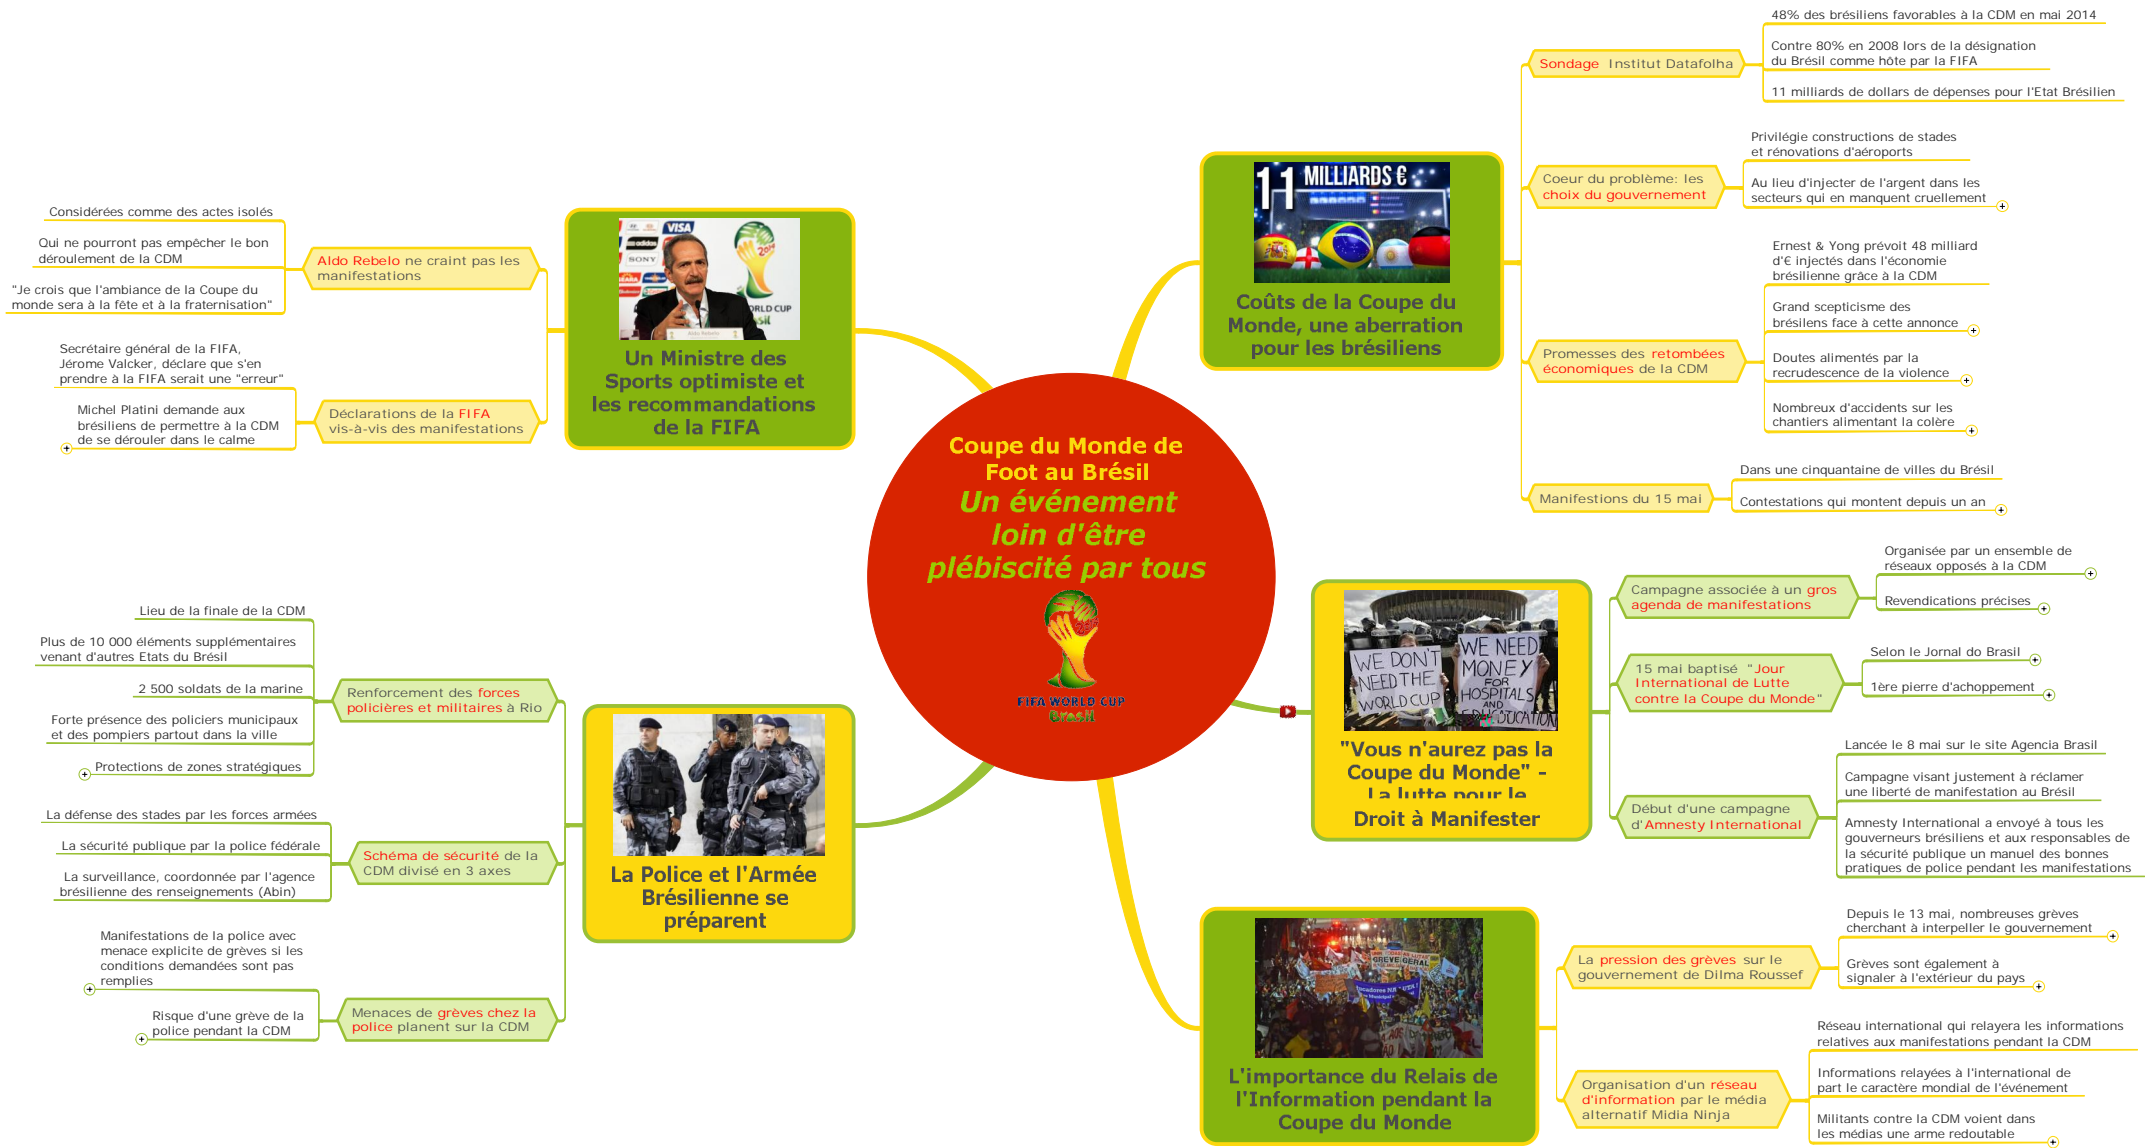 Coupe du Monde de
Foot au Brésil
Un événement
loin d'être
plébiscité par tous
FIFA WORLD CUP
Brasil
11 MILLIARDS €
Coûts de la Coupe du
Monde, une aberration
pour les brésiliens
Sondage Institut Datafolha
48% des brésiliens favorables à la CDM en mai 2014
Contre 80% en 2008 lors de la désignation
du Brésil comme hôte par la FIFA
11 milliards de dollars de dépenses pour l'Etat Brésilien
Coeur du problème: les
choix du gouvernement
Privilégie constructions de stades
et rénovations d'aéroports
Au lieu d'injecter de l'argent dans les
secteurs qui en manquent cruellement
Promesses des retombées
économiques de la CDM
Ernest & Yong prévoit 48 milliard
d'€ injectés dans l'économie
brésilienne grâce à la CDM
Grand scepticisme des
brésilens face à cette annonce
Doutes alimentés par la
recrudescence de la violence
Nombreux d'accidents sur les
chantiers alimentant la colère
Manifestions du 15 mai
Dans une cinquantaine de villes du Brésil
Contestations qui montent depuis un an
WE DON'T
NEED THE
WORLD CUP
WE NEED
MONEY
FOR
HOSPITALS
AND
EDUCATION
"Vous n'aurez pas la
Coupe du Monde" -
La lutte pour le
Droit à Manifester
Campagne associée à un gros
agenda de manifestations
Organisée par un ensemble de
réseaux opposés à la CDM
Revendications précises
15 mai baptisé "Jour
International de Lutte
contre la Coupe du Monde"
Selon le Jornal do Brasil
1ère pierre d'achoppement
Début d'une campagne
d'Amnesty International
Lancée le 8 mai sur le site Agencia Brasil
Campagne visant justement à réclamer
une liberté de manifestation au Brésil
Amnesty International a envoyé à tous les
gouverneurs brésiliens et aux responsables de
la sécurité publique un manuel des bonnes
pratiques de police pendant les manifestations
GREVE GERAL
L'importance du Relais de
l'Information pendant la
Coupe du Monde
La pression des grèves sur le
gouvernement de Dilma Roussef
Depuis le 13 mai, nombreuses grèves
cherchant à interpeller le gouvernement
Grèves sont également à
signaler à l'extérieur du pays
Organisation d'un réseau
d'information par le média
alternatif Midia Ninja
Réseau international qui relayera les informations
relatives aux manifestations pendant la CDM
Informations relayées à l'international de
part le caractère mondial de l'événement
Militants contre la CDM voient dans
les médias une arme redoutable
VISA
adidas
SONY
2014
WORLD CUP
Aldo Rebelo
Un Ministre des
Sports optimiste et
les recommandations
de la FIFA
Aldo Rebelo ne craint pas les
manifestations
Considérées comme des actes isolés
Qui ne pourront pas empêcher le bon
déroulement de la CDM
"Je crois que l'ambiance de la Coupe du
monde sera à la fête et à la fraternisation"
Déclarations de la FIFA
vis-à-vis des manifestations
Secrétaire général de la FIFA,
Jérome Valcker, déclare que s'en
prendre à la FIFA serait une "erreur"
Michel Platini demande aux
brésiliens de permettre à la CDM
de se dérouler dans le calme
La Police et l'Armée
Brésilienne se
préparent
Renforcement des forces
policières et militaires à Rio
Lieu de la finale de la CDM
Plus de 10 000 éléments supplémentaires
venant d'autres Etats du Brésil
2 500 soldats de la marine
Forte présence des policiers municipaux
et des pompiers partout dans la ville
Protections de zones stratégiques
Schéma de sécurité de la
CDM divisé en 3 axes
La défense des stades par les forces armées
La sécurité publique par la police fédérale
La surveillance, coordonnée par l'agence
brésilienne des renseignements (Abin)
Menaces de grèves chez la
police planent sur la CDM
Manifestations de la police avec
menace explicite de grèves si les
conditions demandées sont pas
remplies
Risque d'une grève de la
police pendant la CDM